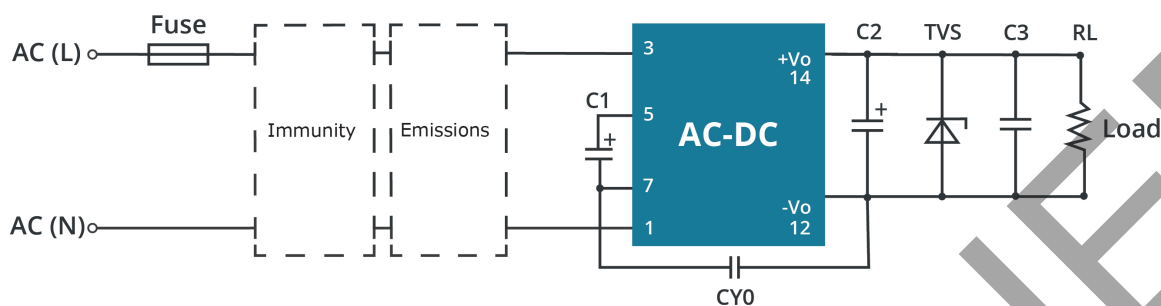 Fuse
AC (L)
Immunity
Emissions
AC (N)
C1
+
3
5
7
1
AC-DC
+Vo
14
-Vo
12
CY0
C2
+
TVS
C3
RL
Load